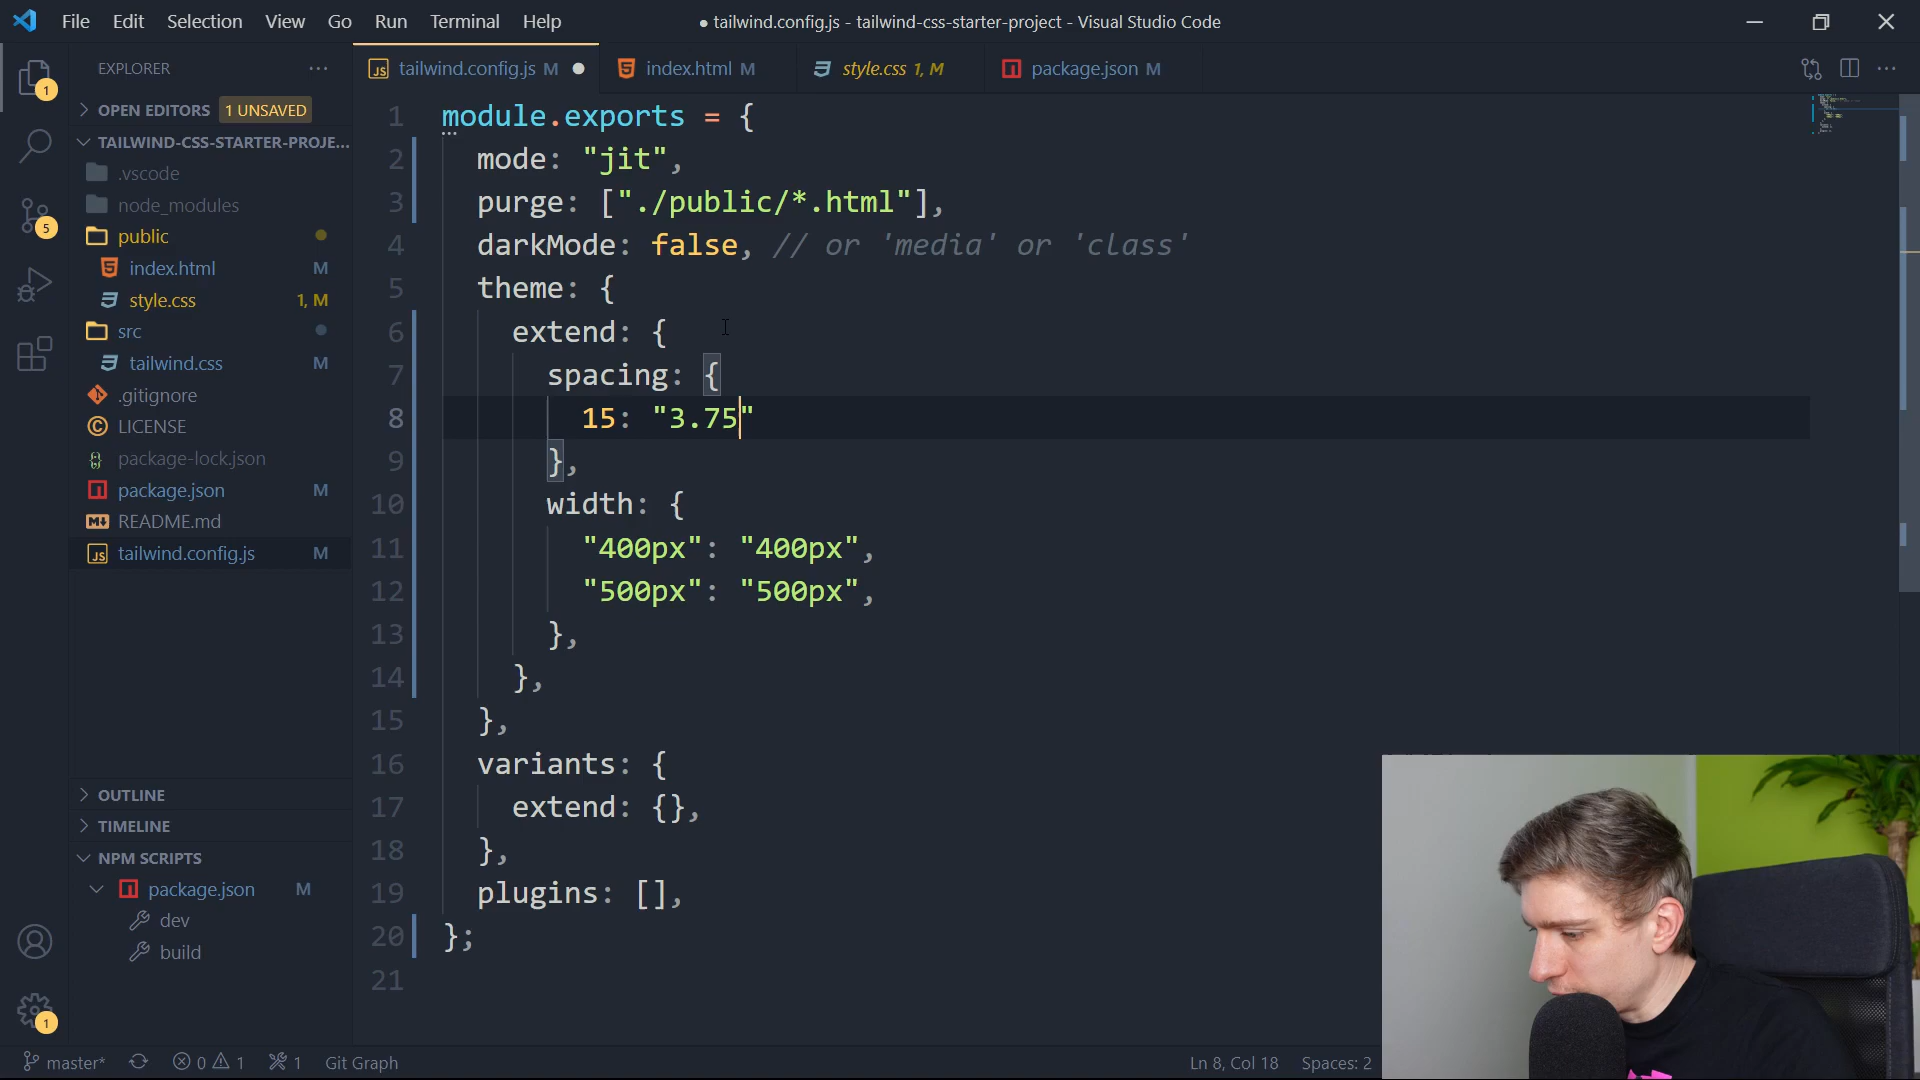 File Edit Selection View Go Run Terminal Help
● tailwind.config.js - tailwind-css-starter-project - Visual Studio Code
EXPLORER
OPEN EDITORS 1 UNSAVED
TAILWIND-CSS-STARTER-PROJE...
.vscode
node_modules
public
index.html M
style.css 1, M
src
tailwind.css M
.gitignore
LICENSE
package-lock.json
package.json M
README.md
tailwind.config.js M
OUTLINE
TIMELINE
NPM SCRIPTS
package.json M
dev
build
1
5
1
tailwind.config.js M ● index.html M style.css 1, M package.json M
1 module.exports = {
2 mode: "jit",
3 purge: ["./public/*.html"],
4 darkMode: false, // or 'media' or 'class'
5 theme: {
6 extend: {
7 spacing: {
8 15: "3.75"
9 },
10 width: {
11 "400px": "400px",
12 "500px": "500px",
13 },
14 },
15 },
16 variants: {
17 extend: {},
18 },
19 plugins: [],
20 };
21
master* 0 1 1 Git Graph Ln 8, Col 18 Spaces: 2